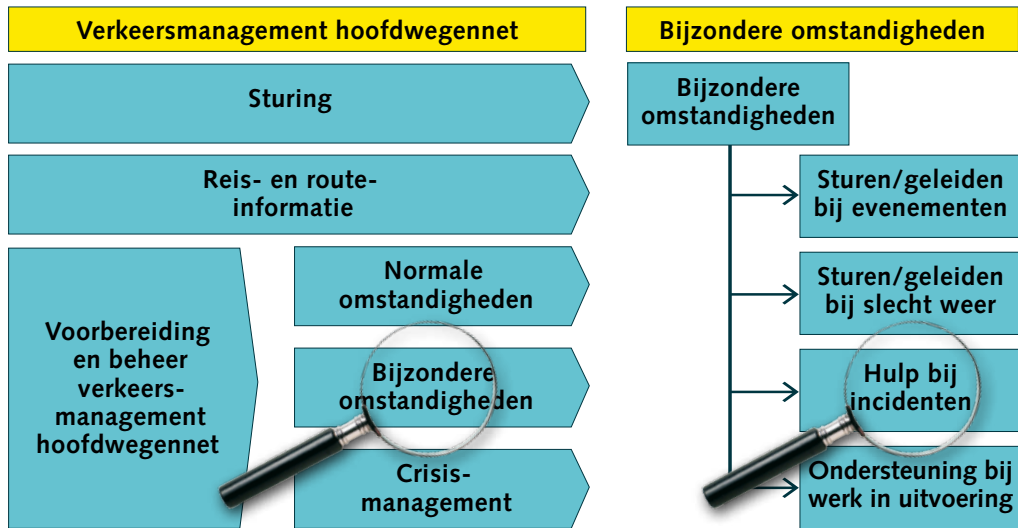 Verkeersmanagement hoofdwegennet
Sturing
Reis- en route-
informatie
Voorbereiding
en beheer
verkeers-
management
hoofdwegennet
Normale
omstandigheden
Bijzondere
omstandigheden
Crisis-
management
Bijzondere omstandigheden
Bijzondere
omstandigheden
Sturen/geleiden
bij evenementen
Sturen/geleiden
bij slecht weer
Hulp bij
incidenten
Ondersteuning bij
werk in uitvoering